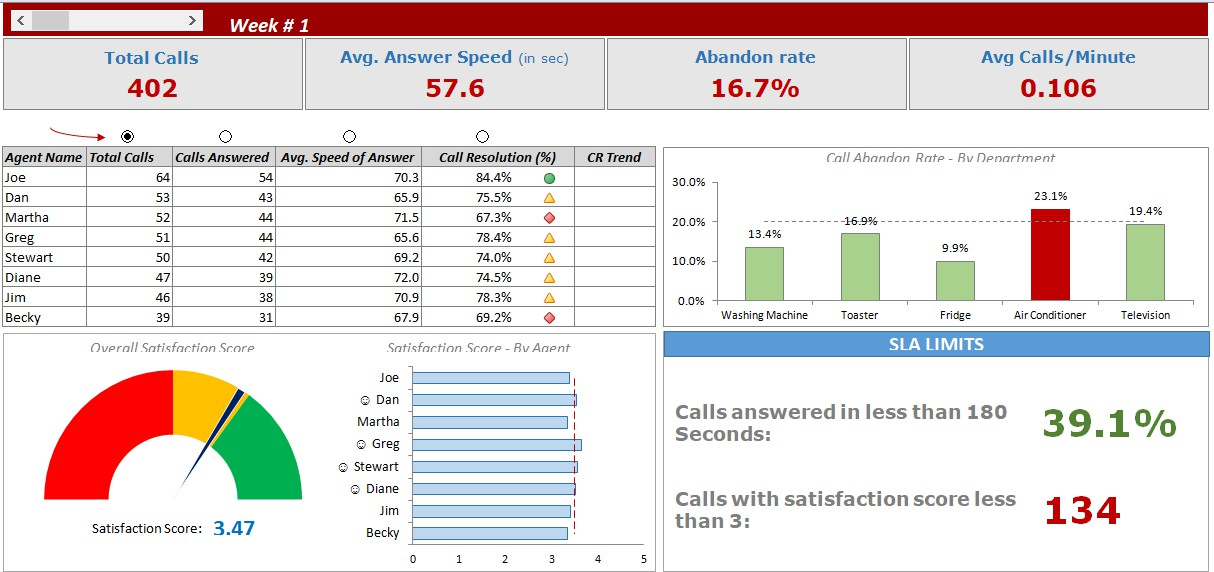 Week # 1
Total Calls
402
Avg. Answer Speed (in sec)
57.6
Abandon rate
16.7%
Avg Calls/Minute
0.106
Agent Name Total Calls Calls Answered Avg. Speed of Answer Call Resolution (%) CR Trend
Joe 64 54 70.3 84.4%
Dan 53 43 65.9 75.5%
Martha 52 44 71.5 67.3%
Greg 51 44 65.6 78.4%
Stewart 50 42 69.2 74.0%
Diane 47 39 72.0 74.5%
Jim 46 38 70.9 78.3%
Becky 39 31 67.9 69.2%
Call Abandon Rate - By Department
30.0%
20.0%
10.0%
0.0%
13.4%
16.9%
9.9%
23.1%
19.4%
Washing Machine Toaster Fridge Air Conditioner Television
Overall Satisfaction Score
Satisfaction Score: 3.47
Satisfaction Score - By Agent
Joe
☺ Dan
Martha
☺ Greg
☺ Stewart
☺ Diane
Jim
Becky
0 1 2 3 4 5
SLA LIMITS
Calls answered in less than 180
Seconds:
39.1%
Calls with satisfaction score less
than 3:
134